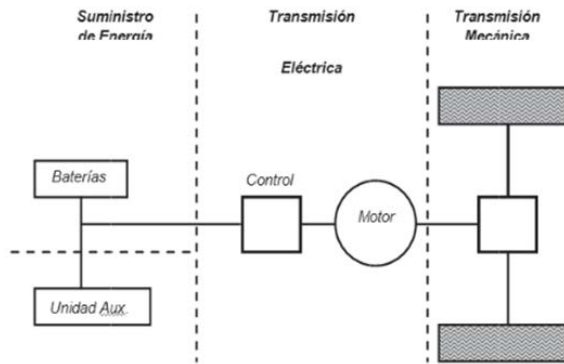 Suministro
de Energía
Transmisión
Eléctrica
Transmisión
Mecánica
Baterías
Control
Motor
Unidad Aux.